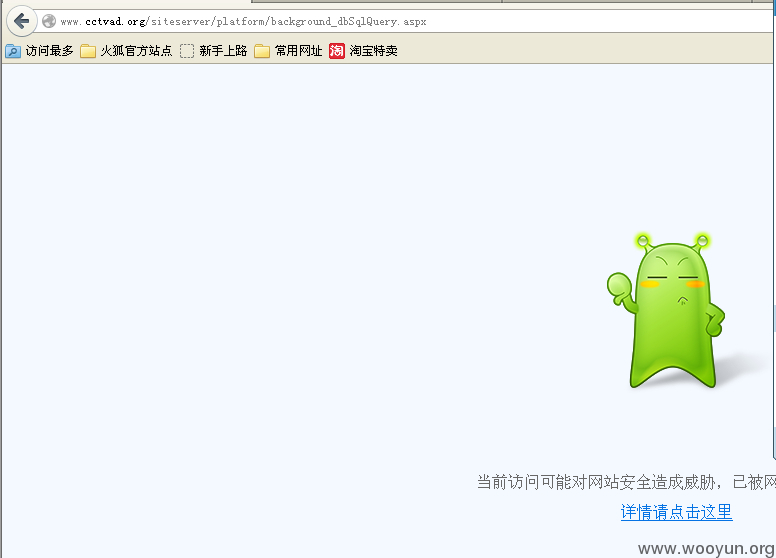 www.cctvad.org/siteserver/platform/background_dbSqlQuery.aspx
访问最多 火狐官方站点 新手上路 常用网址 淘 淘宝特卖
当前访问可能对网站安全造成威胁，已被网
详情请点击这里
www.wooyun.org